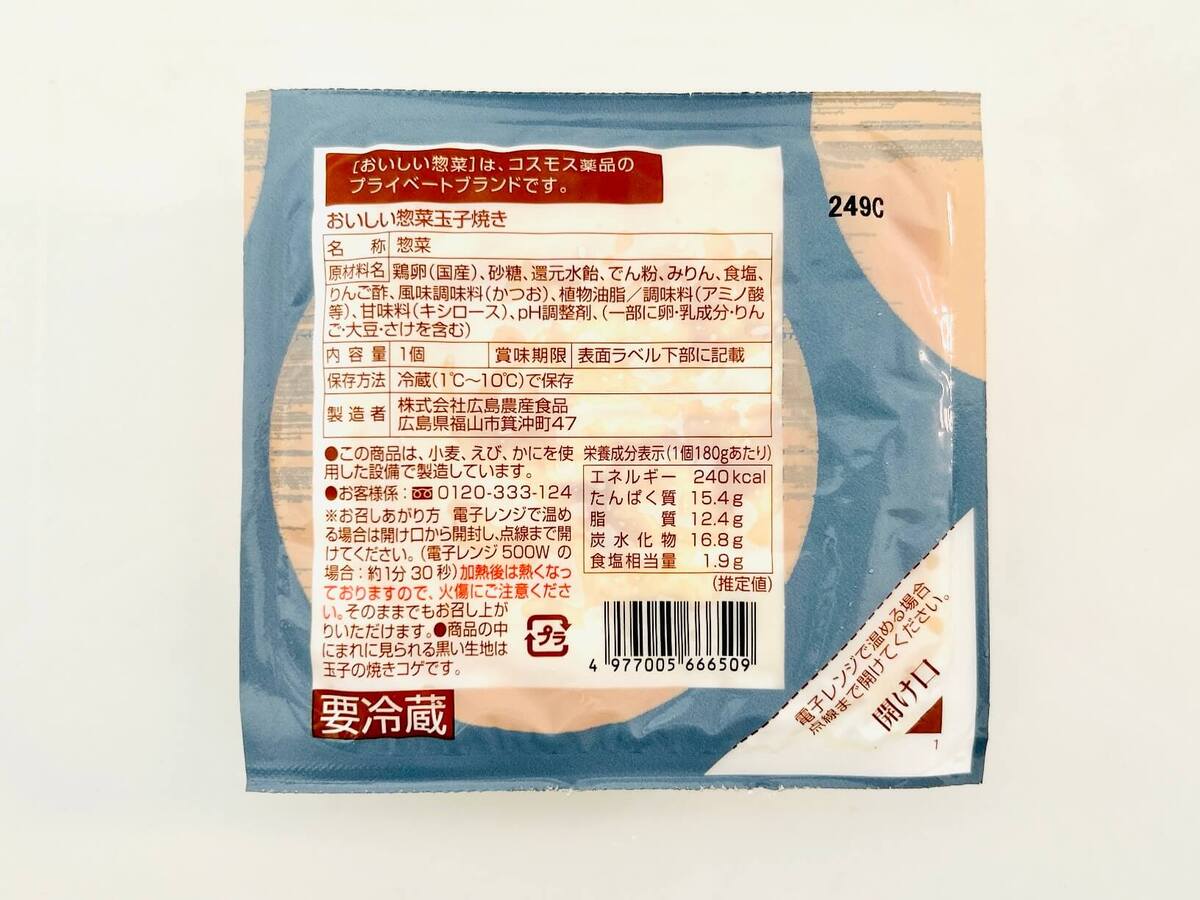 [おいしい惣菜]は、コスモス薬品の
プライベートブランドです。
249C
おいしい惣菜玉子焼き
名称 惣菜
原材料名 鶏卵(国産)、砂糖、還元水飴、でん粉、みりん、食塩、
りんご酢、風味調味料(かつお)、植物油脂／調味料(アミノ酸
等)、甘味料(キシロース)、pH調整剤、(一部に卵・乳成分・りん
ご・大豆・さけを含む)
内容量 1個 賞味期限 表面ラベル下部に記載
保存方法 冷蔵(1℃〜10℃)で保存
製造者 株式会社広島農産食品
広島県福山市箕沖町47
●この商品は、小麦、えび、かにを使
用した設備で製造しています。
●お客様係：0120-333-124
※お召しあがり方 電子レンジで温め
る場合は開け口から開封し、点線まで開
けてください。(電子レンジ500Wの
場合：約1分30秒)加熱後は熱くなっ
ておりますので、火傷にご注意くださ
い。そのままでもお召し上が
りいただけます。●商品の中
にまれに見られる黒い生地は
玉子の焼きコゲです。
栄養成分表示(1個180gあたり)
エネルギー 240kcal
たんぱく質 15.4g
脂質 12.4g
炭水化物 16.8g
食塩相当量 1.9g
(推定値)
プラ
4 977005 666509
要冷蔵
電子レンジで温める場合
点線まで開けてください。
開け口
1